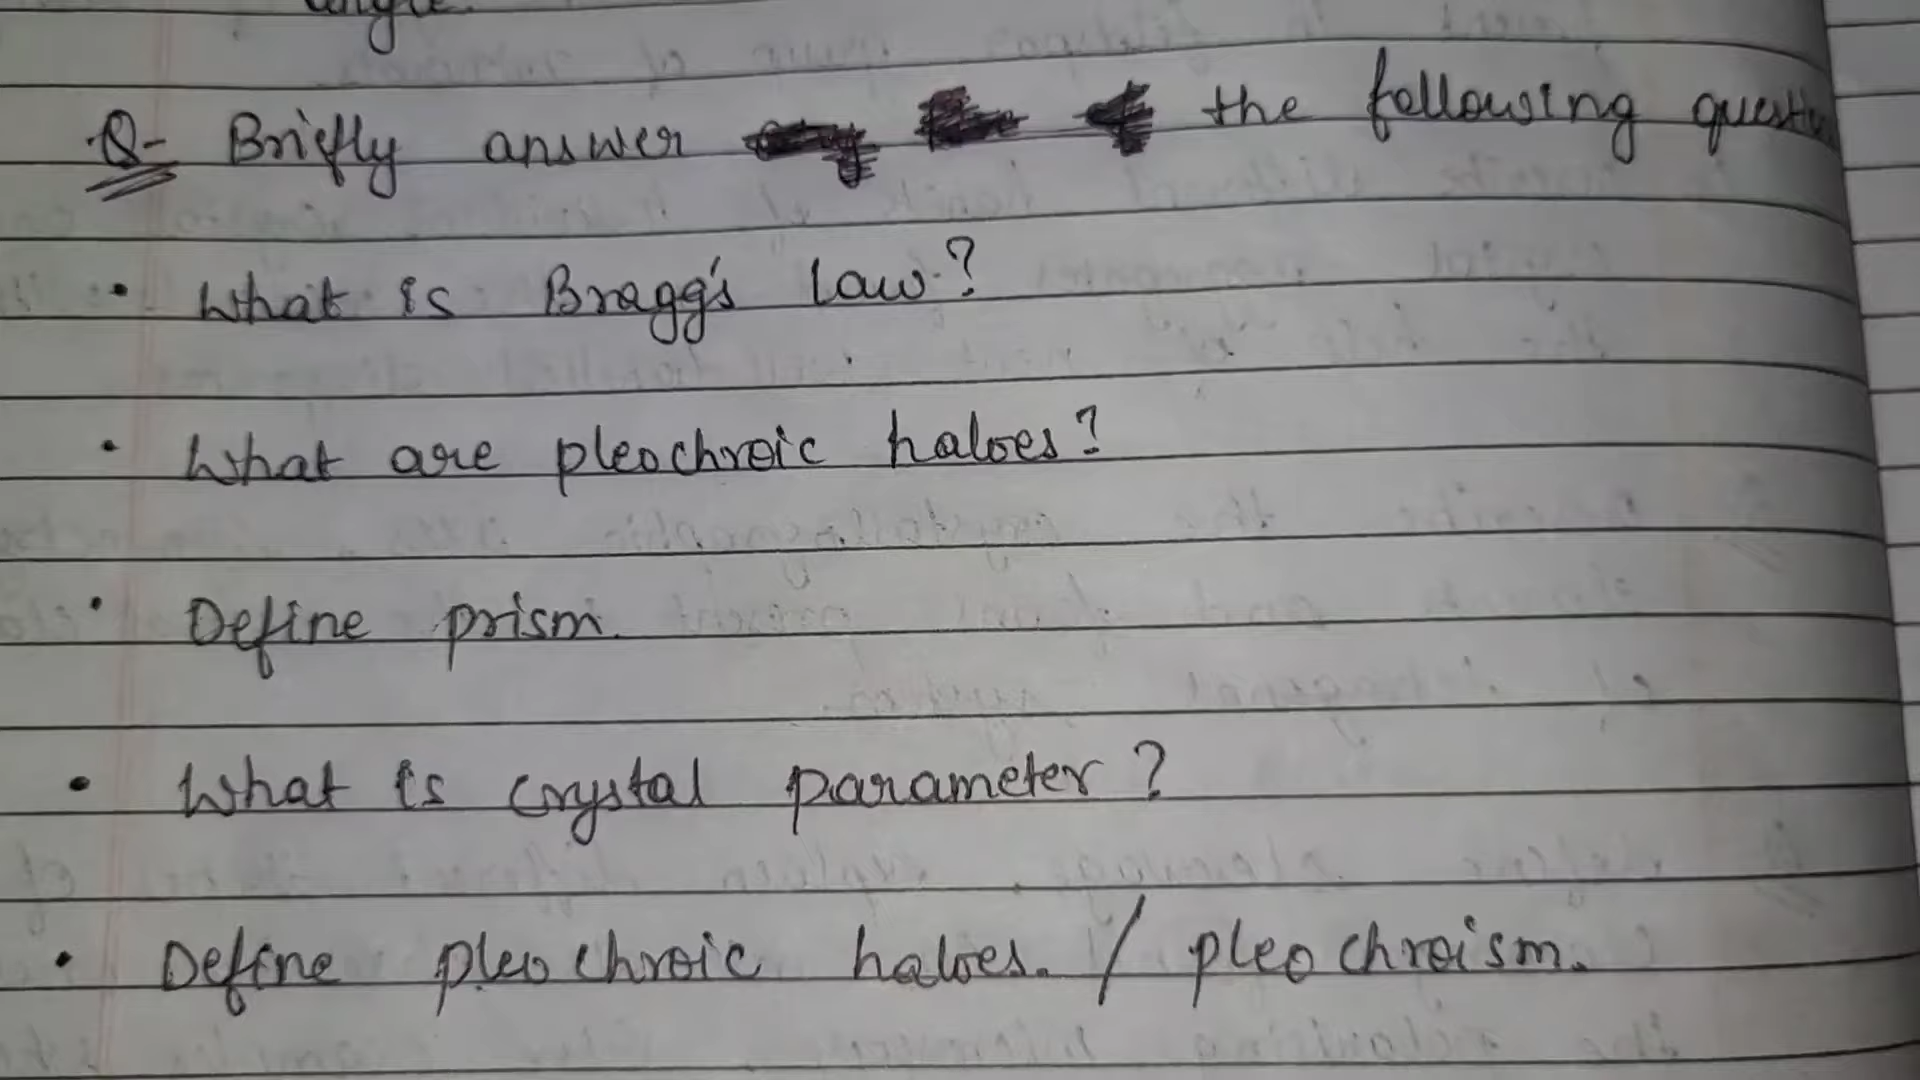 angle.
Q- Briefly answer the following
• What is Bragg's law.?
• What are pleochroic haloes?
• Define prism.
• What is crystal parameter?
• Define pleochroic haloes. / pleochroism.